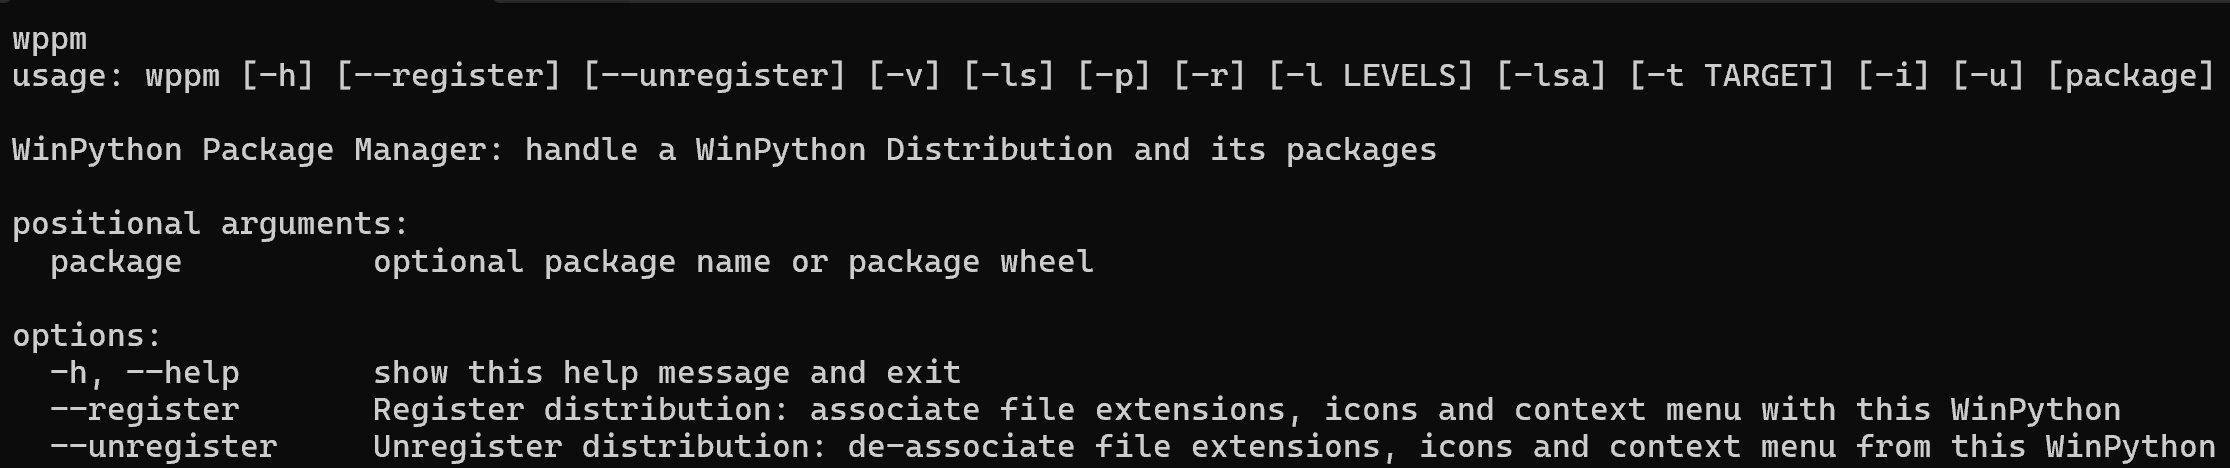 wppm
usage: wppm [-h] [--register] [--unregister] [-v] [-ls] [-p] [-r] [-l LEVELS] [-lsa] [-t TARGET] [-i] [-u] [package]
WinPython Package Manager: handle a WinPython Distribution and its packages
positional arguments:
  package          optional package name or package wheel
options:
  -h, --help       show this help message and exit
  --register       Register distribution: associate file extensions, icons and context menu with this WinPython
  --unregister     Unregister distribution: de-associate file extensions, icons and context menu from this WinPython